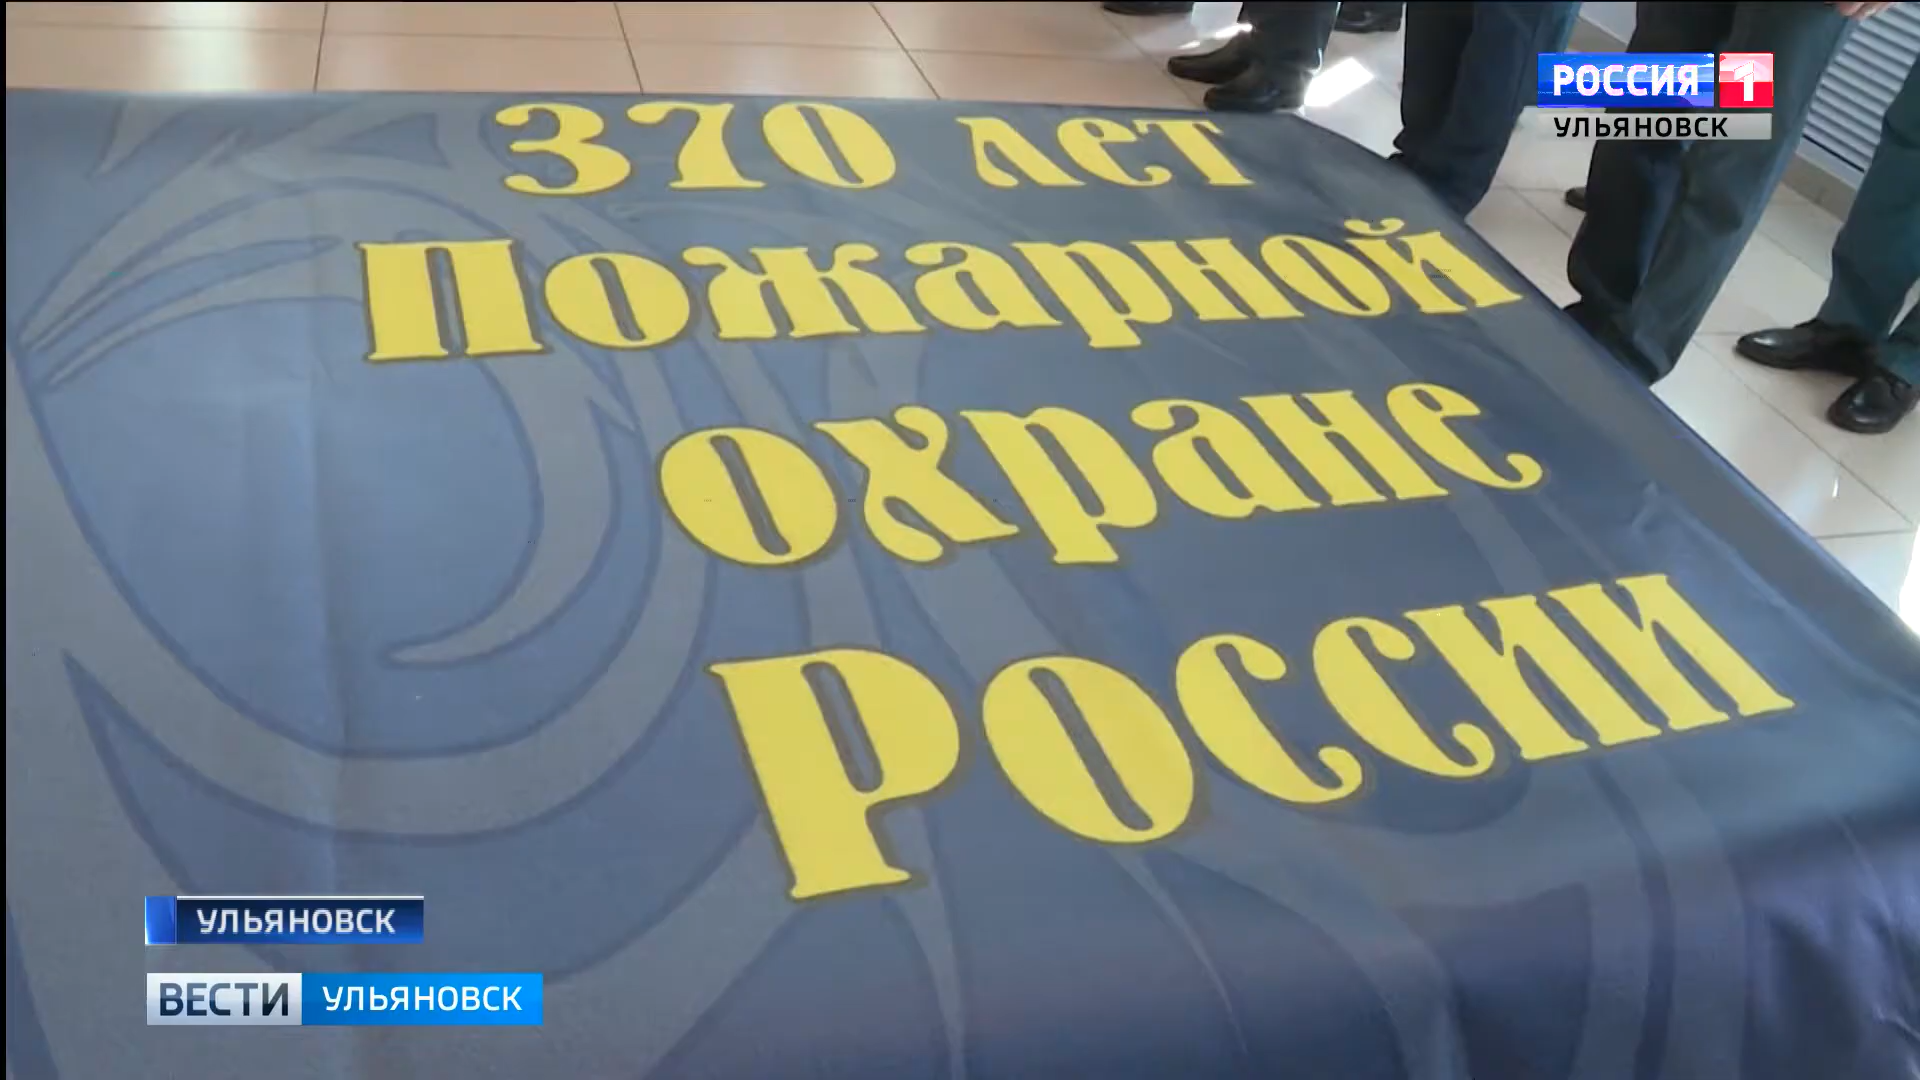 РОССИЯ 1
УЛЬЯНОВСК
370 лет
Пожарной
охране
России
УЛЬЯНОВСК
ВЕСТИ УЛЬЯНОВСК